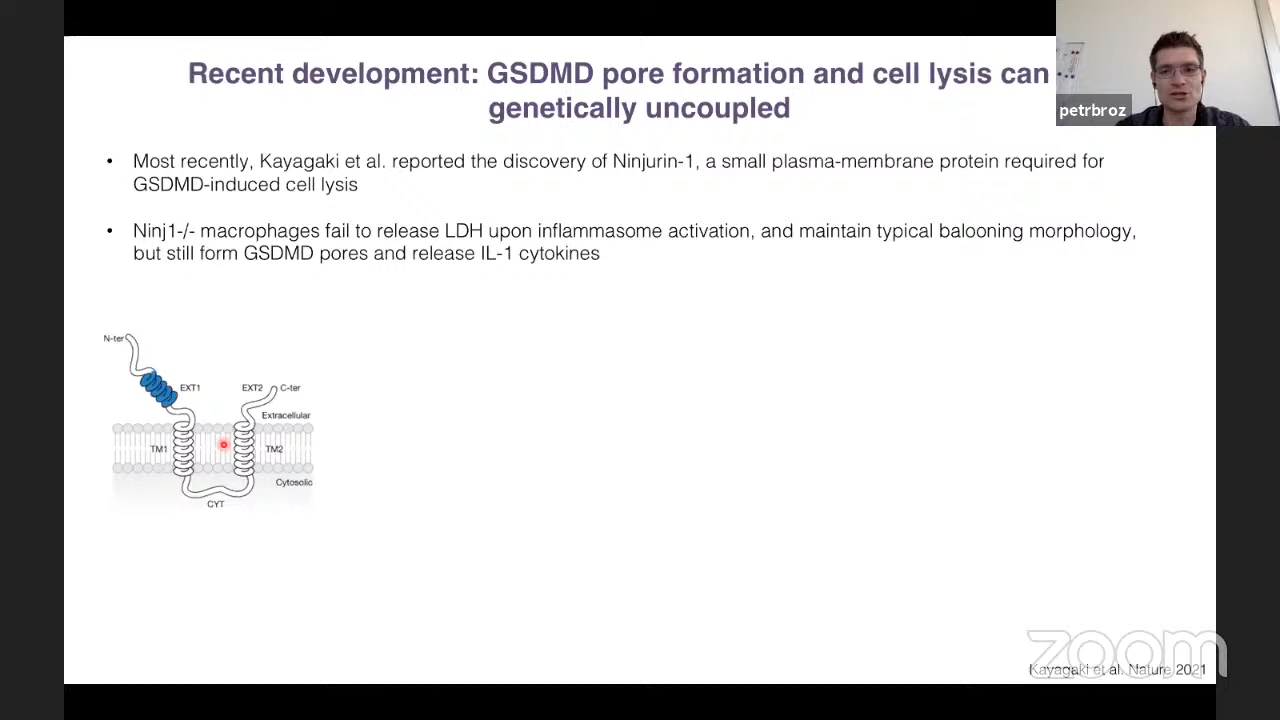 Recent development: GSDMD pore formation and cell lysis can
genetically uncoupled
petrbroz
• Most recently, Kayagaki et al. reported the discovery of Ninjurin-1, a small plasma-membrane protein required for
GSDMD-induced cell lysis
• Ninj1-/- macrophages fail to release LDH upon inflammasome activation, and maintain typical balooning morphology,
but still form GSDMD pores and release IL-1 cytokines
N-ter
EXT1
EXT2
C-ter
Extracellular
TM1
TM2
Cytosolic
CYT
zoom
Kayagaki et al. Nature 2021